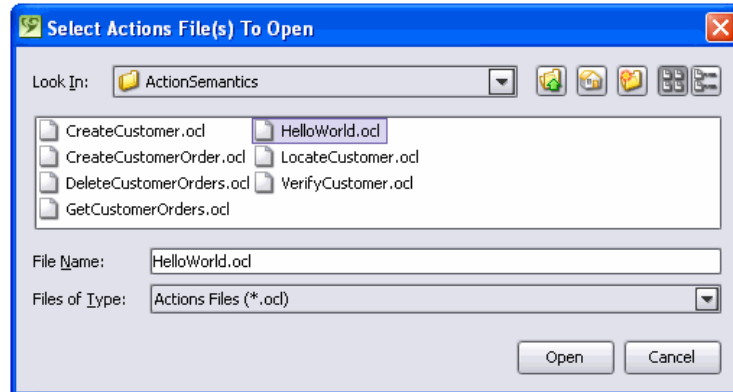 Select Actions File(s) To Open
Look In: ActionSemantics
CreateCustomer.ocl HelloWorld.ocl
CreateCustomerOrder.ocl LocateCustomer.ocl
DeleteCustomerOrders.ocl VerifyCustomer.ocl
GetCustomerOrders.ocl
File Name: HelloWorld.ocl
Files of Type: Actions Files (*.ocl)
Open Cancel